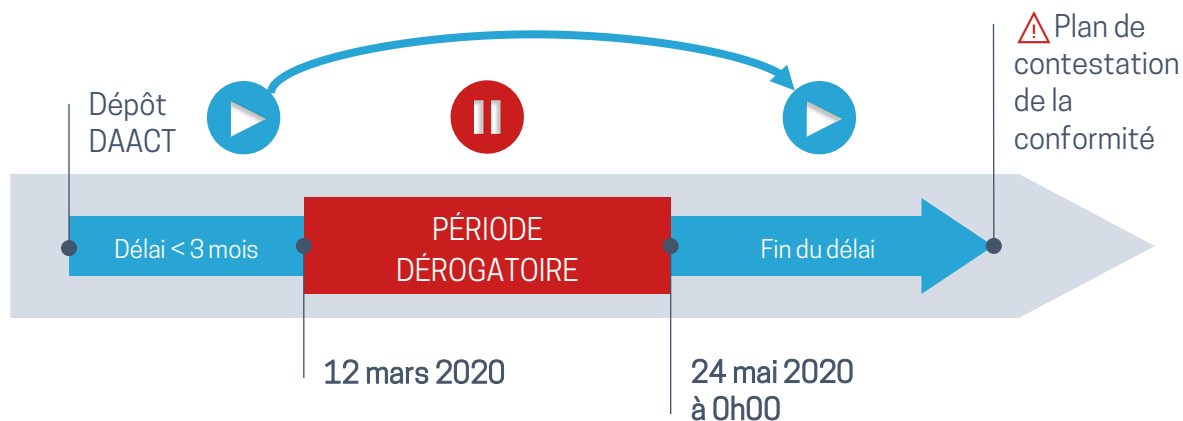 Dépôt
DAACT
Plan de
contestation
de la
conformité
Délai < 3 mois
PÉRIODE
DÉROGATOIRE
Fin du délai
12 mars 2020
24 mai 2020
à 0h00